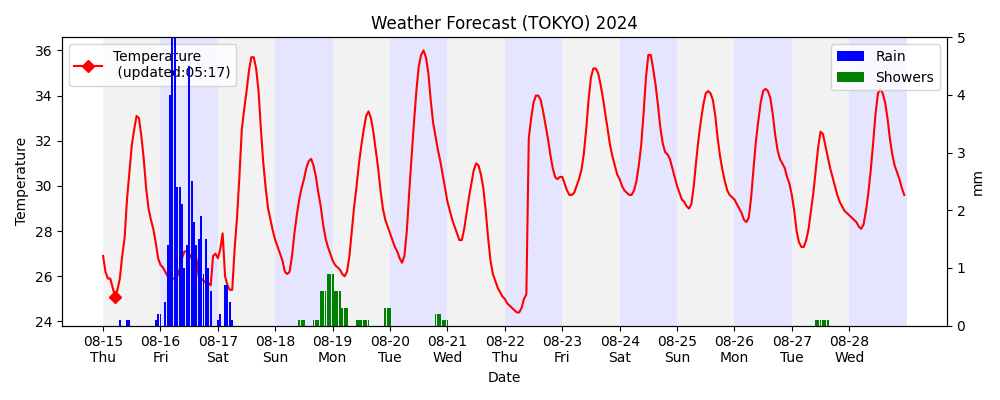 Weather Forecast (TOKYO) 2024
Temperature
(updated:05:17)
Rain
Showers
Temperature
36
34
32
30
28
26
24
5
4
3
2
1
0
mm
08-15 08-16 08-17 08-18 08-19 08-20 08-21 08-22 08-23 08-24 08-25 08-26 08-27 08-28
Thu Fri Sat Sun Mon Tue Wed Thu Fri Sat Sun Mon Tue Wed
Date